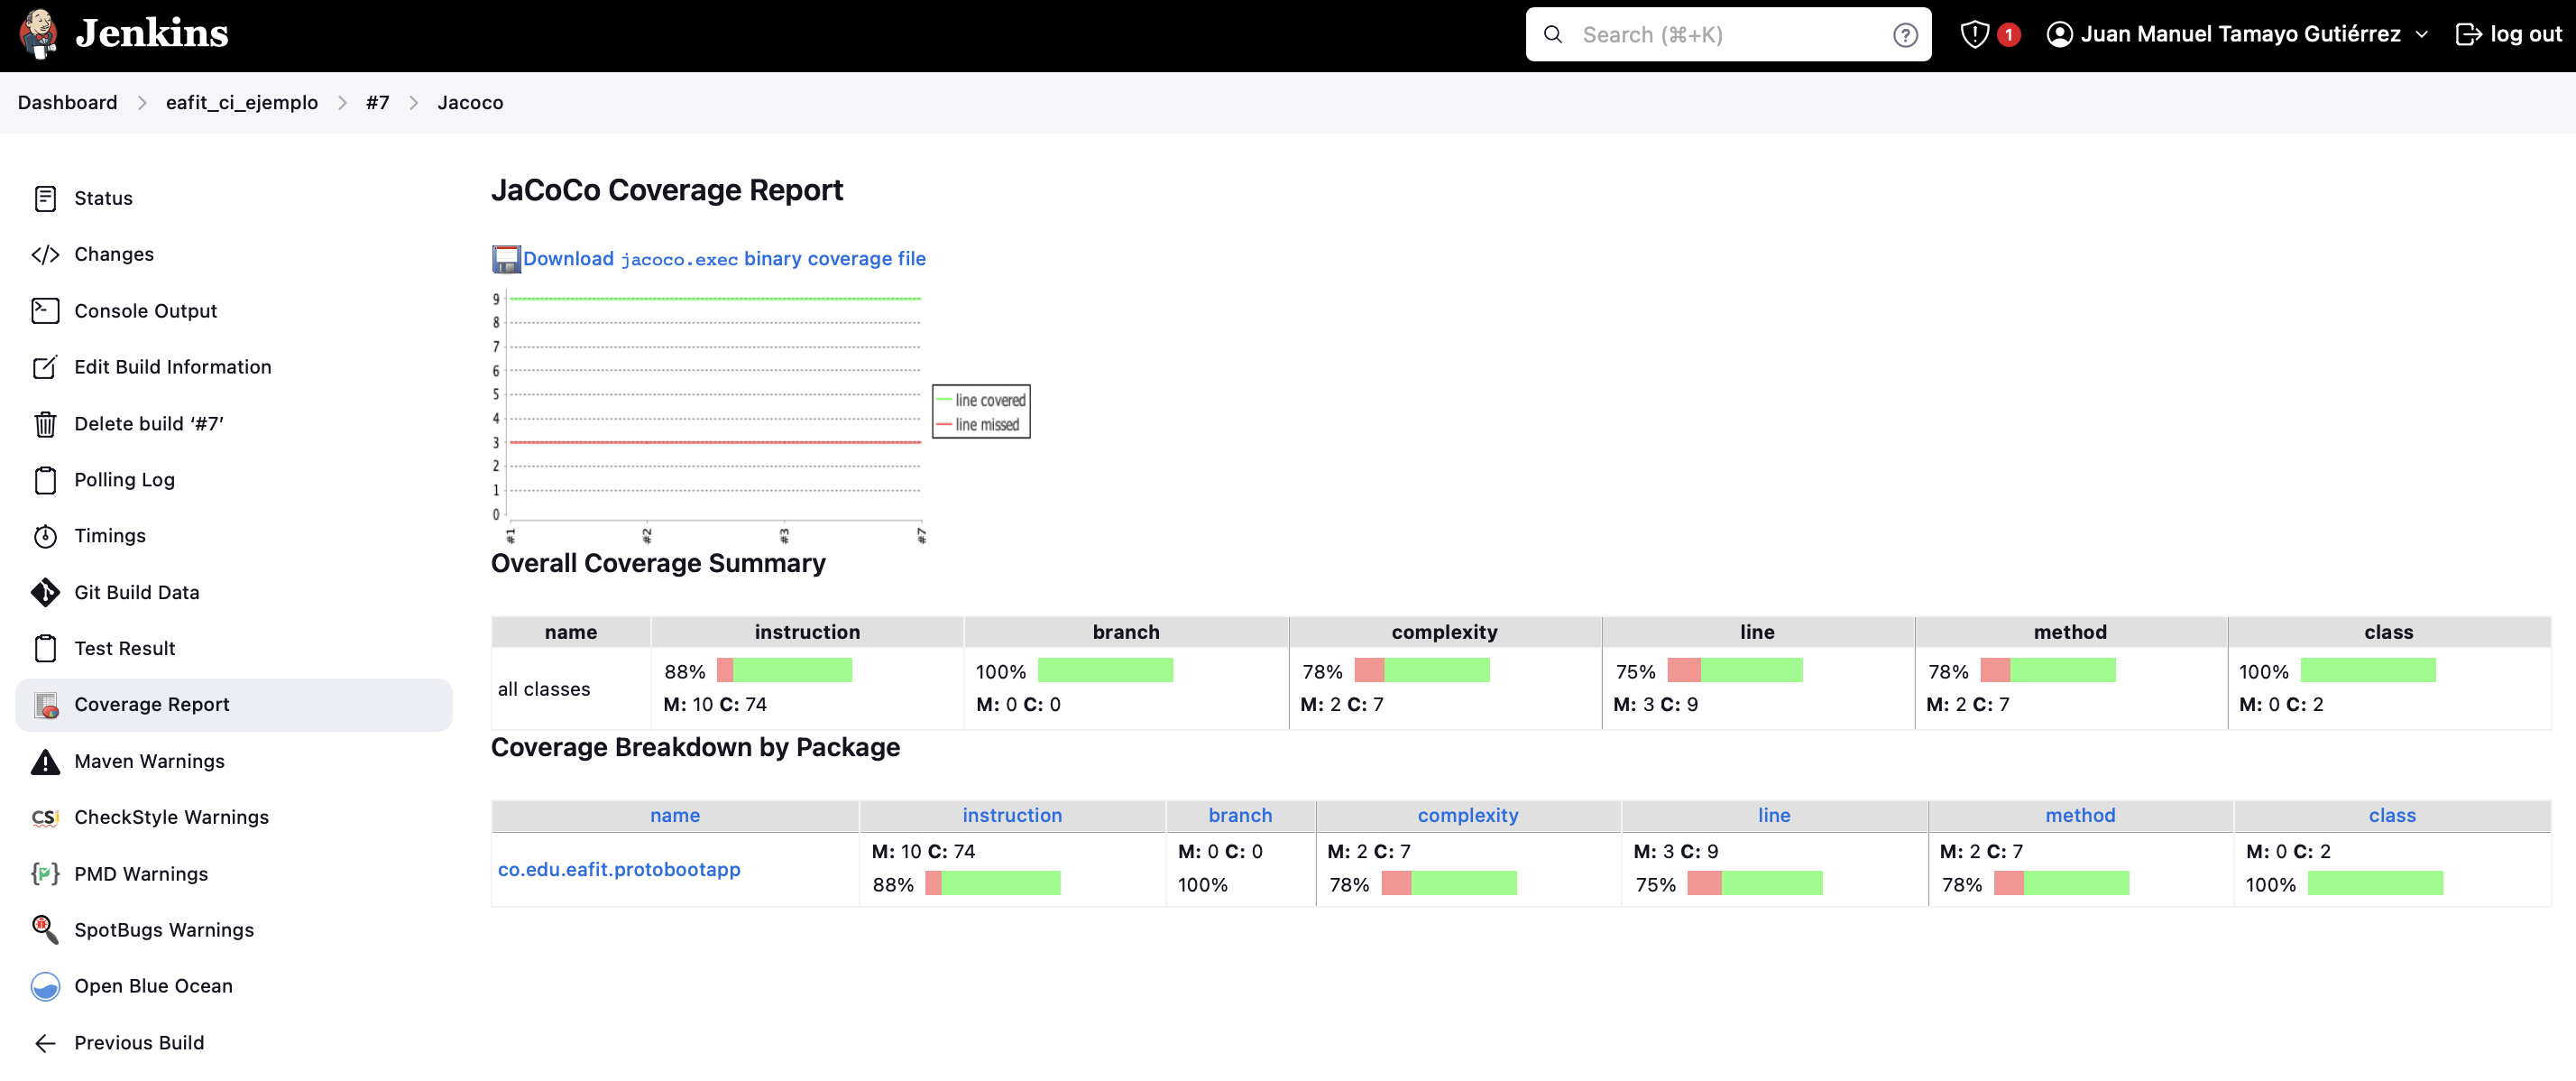 Jenkins
Search (⌘+K)
?
1
Juan Manuel Tamayo Gutiérrez
log out
Dashboard
eafit_ci_ejemplo
#7
Jacoco
Status
Changes
Console Output
Edit Build Information
Delete build ‘#7’
Polling Log
Timings
Git Build Data
Test Result
Coverage Report
Maven Warnings
CheckStyle Warnings
PMD Warnings
SpotBugs Warnings
Open Blue Ocean
Previous Build
JaCoCo Coverage Report
Download jacoco.exec binary coverage file
9
8
7
6
5
4
3
2
1
0
#1 #2 #3 #7
line covered
line missed
Overall Coverage Summary
name instruction branch complexity line method class
all classes
88% 100% 78% 75% 78% 100%
M: 10 C: 74 M: 0 C: 0 M: 2 C: 7 M: 3 C: 9 M: 2 C: 7 M: 0 C: 2
Coverage Breakdown by Package
name instruction branch complexity line method class
co.edu.eafit.protobootapp
M: 10 C: 74 M: 0 C: 0 M: 2 C: 7 M: 3 C: 9 M: 2 C: 7 M: 0 C: 2
88% 100% 78% 75% 78% 100%